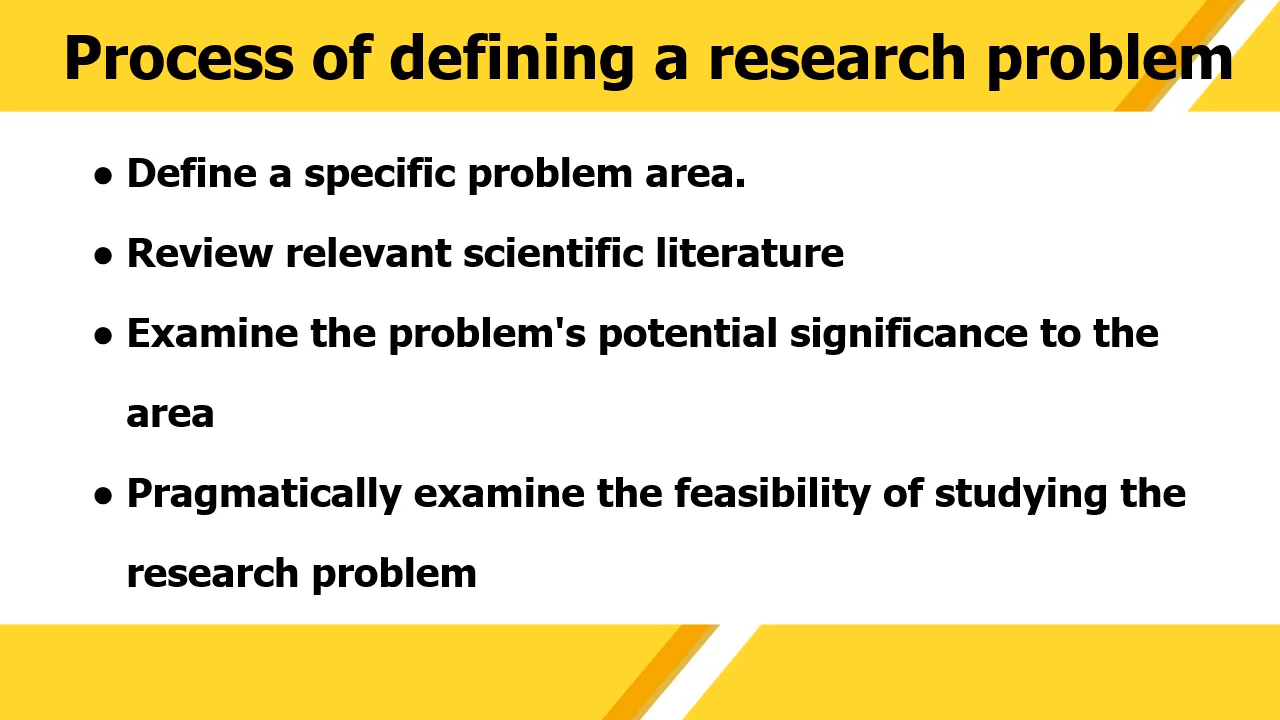 Process of defining a research problem
● Define a specific problem area.
● Review relevant scientific literature
● Examine the problem's potential significance to the
area
● Pragmatically examine the feasibility of studying the
research problem